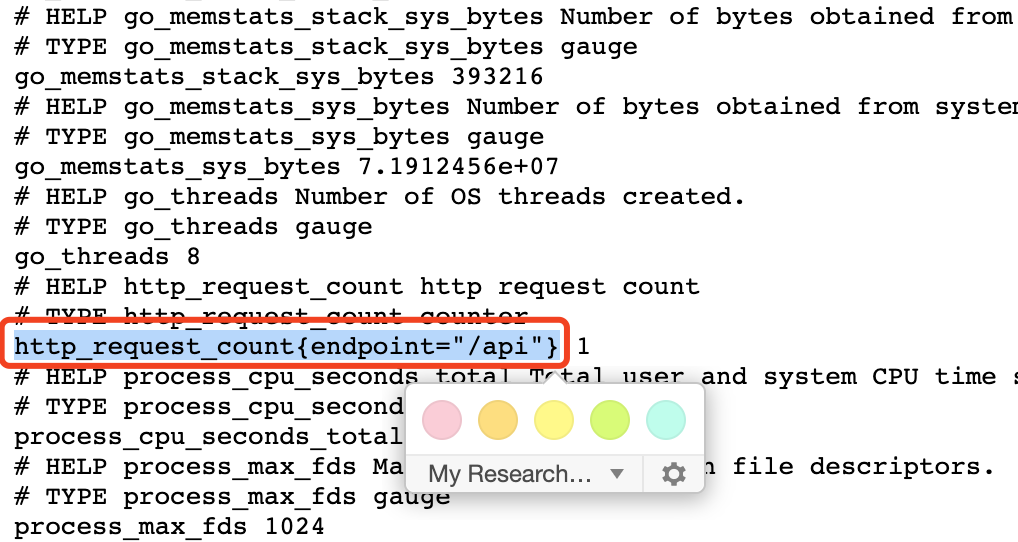 # HELP go_memstats_stack_sys_bytes Number of bytes obtained from
# TYPE go_memstats_stack_sys_bytes gauge
go_memstats_stack_sys_bytes 393216
# HELP go_memstats_sys_bytes Number of bytes obtained from system
# TYPE go_memstats_sys_bytes gauge
go_memstats_sys_bytes 7.1912456e+07
# HELP go_threads Number of OS threads created.
# TYPE go_threads gauge
go_threads 8
# HELP http_request_count http request count
# TYPE http_request_count counter
http_request_count{endpoint="/api"} 1
# HELP process_cpu_seconds_total Total user and system CPU time s
# TYPE process_cpu_second
process_cpu_seconds_total
# HELP process_max_fds Ma n file descriptors.
My Research...
# TYPE process_max_fds gauge
process_max_fds 1024